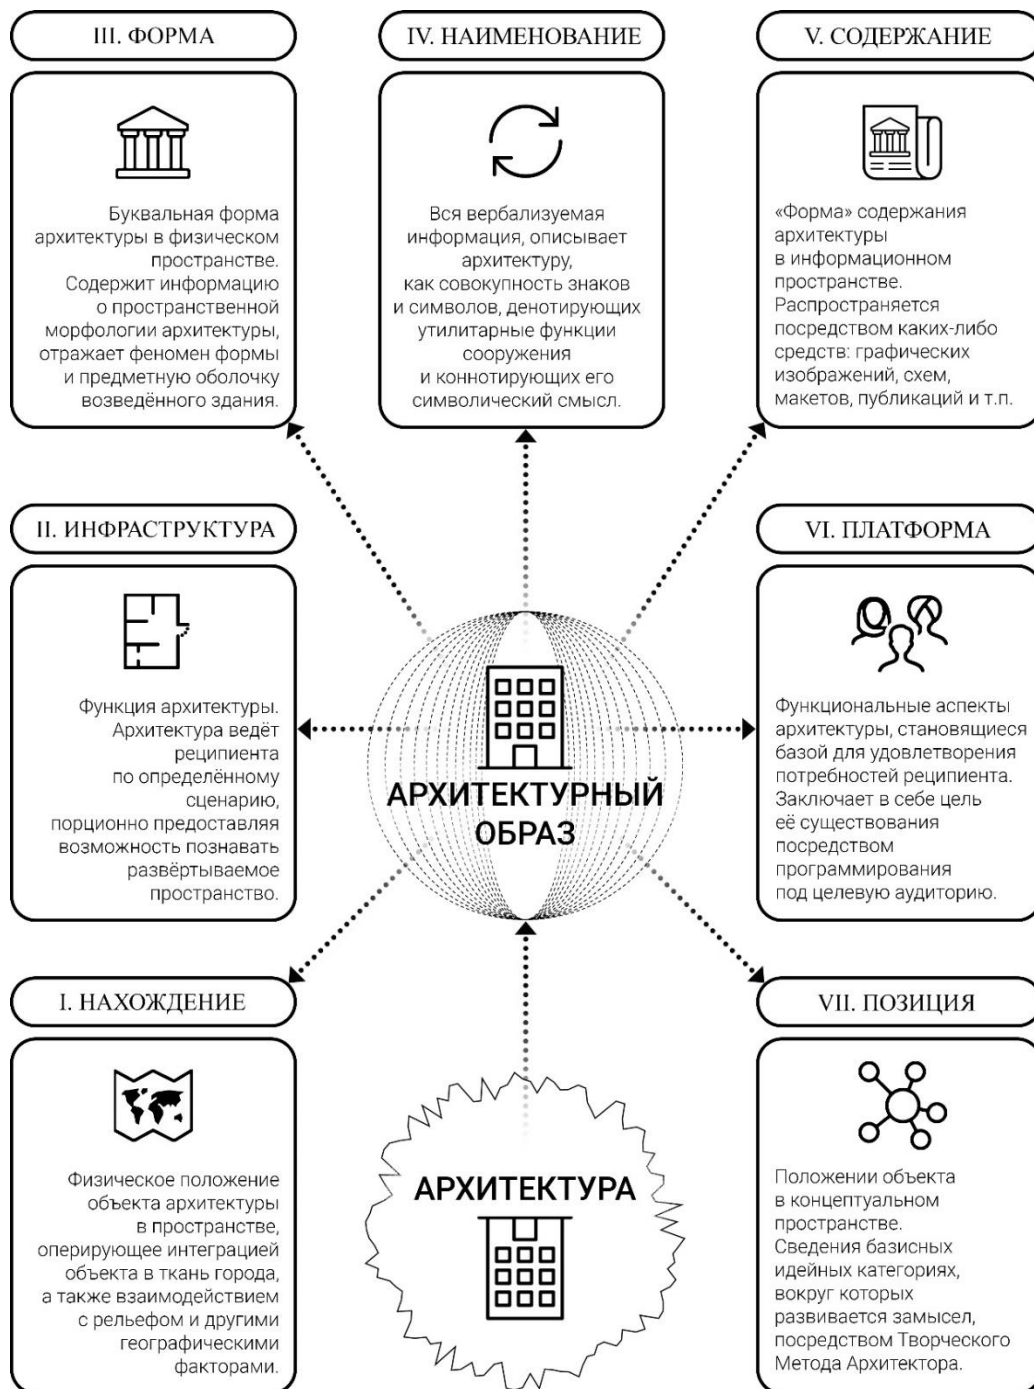 III. ФОРМА
Буквальная форма
архитектуры в физическом
пространстве.
Содержит информацию
о пространственной
морфологии архитектуры,
отражает феномен формы
и предметную оболочку
возведённого здания.
IV. НАИМЕНОВАНИЕ
Вся вербализуемая
информация, описывает
архитектуру,
как совокупность знаков
и символов, денотирующих
утилитарные функции
сооружения
и коннотирующих его
символический смысл.
V. СОДЕРЖАНИЕ
«Форма» содержания
архитектуры
в информационном
пространстве.
Распространяется
посредством каких-либо
средств: графических
изображений, схем,
макетов, публикаций и т.п.
II. ИНФРАСТРУКТУРА
Функция архитектуры.
Архитектура ведёт
реципиента
по определённому
сценарию,
порционно предоставляя
возможность познавать
развёртываемое
пространство.
АРХИТЕКТУРНЫЙ
ОБРАЗ
VI. ПЛАТФОРМА
Функциональные аспекты
архитектуры, становящиеся
базой для удовлетворения
потребностей реципиента.
Заключает в себе цель
её существования
посредством
программирования
под целевую аудиторию.
I. НАХОЖДЕНИЕ
Физическое положение
объекта архитектуры
в пространстве,
оперирующее интеграцией
объекта в ткань города,
а также взаимодействием
с рельефом и другими
географическими
факторами.
АРХИТЕКТУРА
VII. ПОЗИЦИЯ
Положении объекта
в концептуальном
пространстве.
Сведения базисных
идейных категориях,
вокруг которых
развивается замысел,
посредством Творческого
Метода Архитектора.